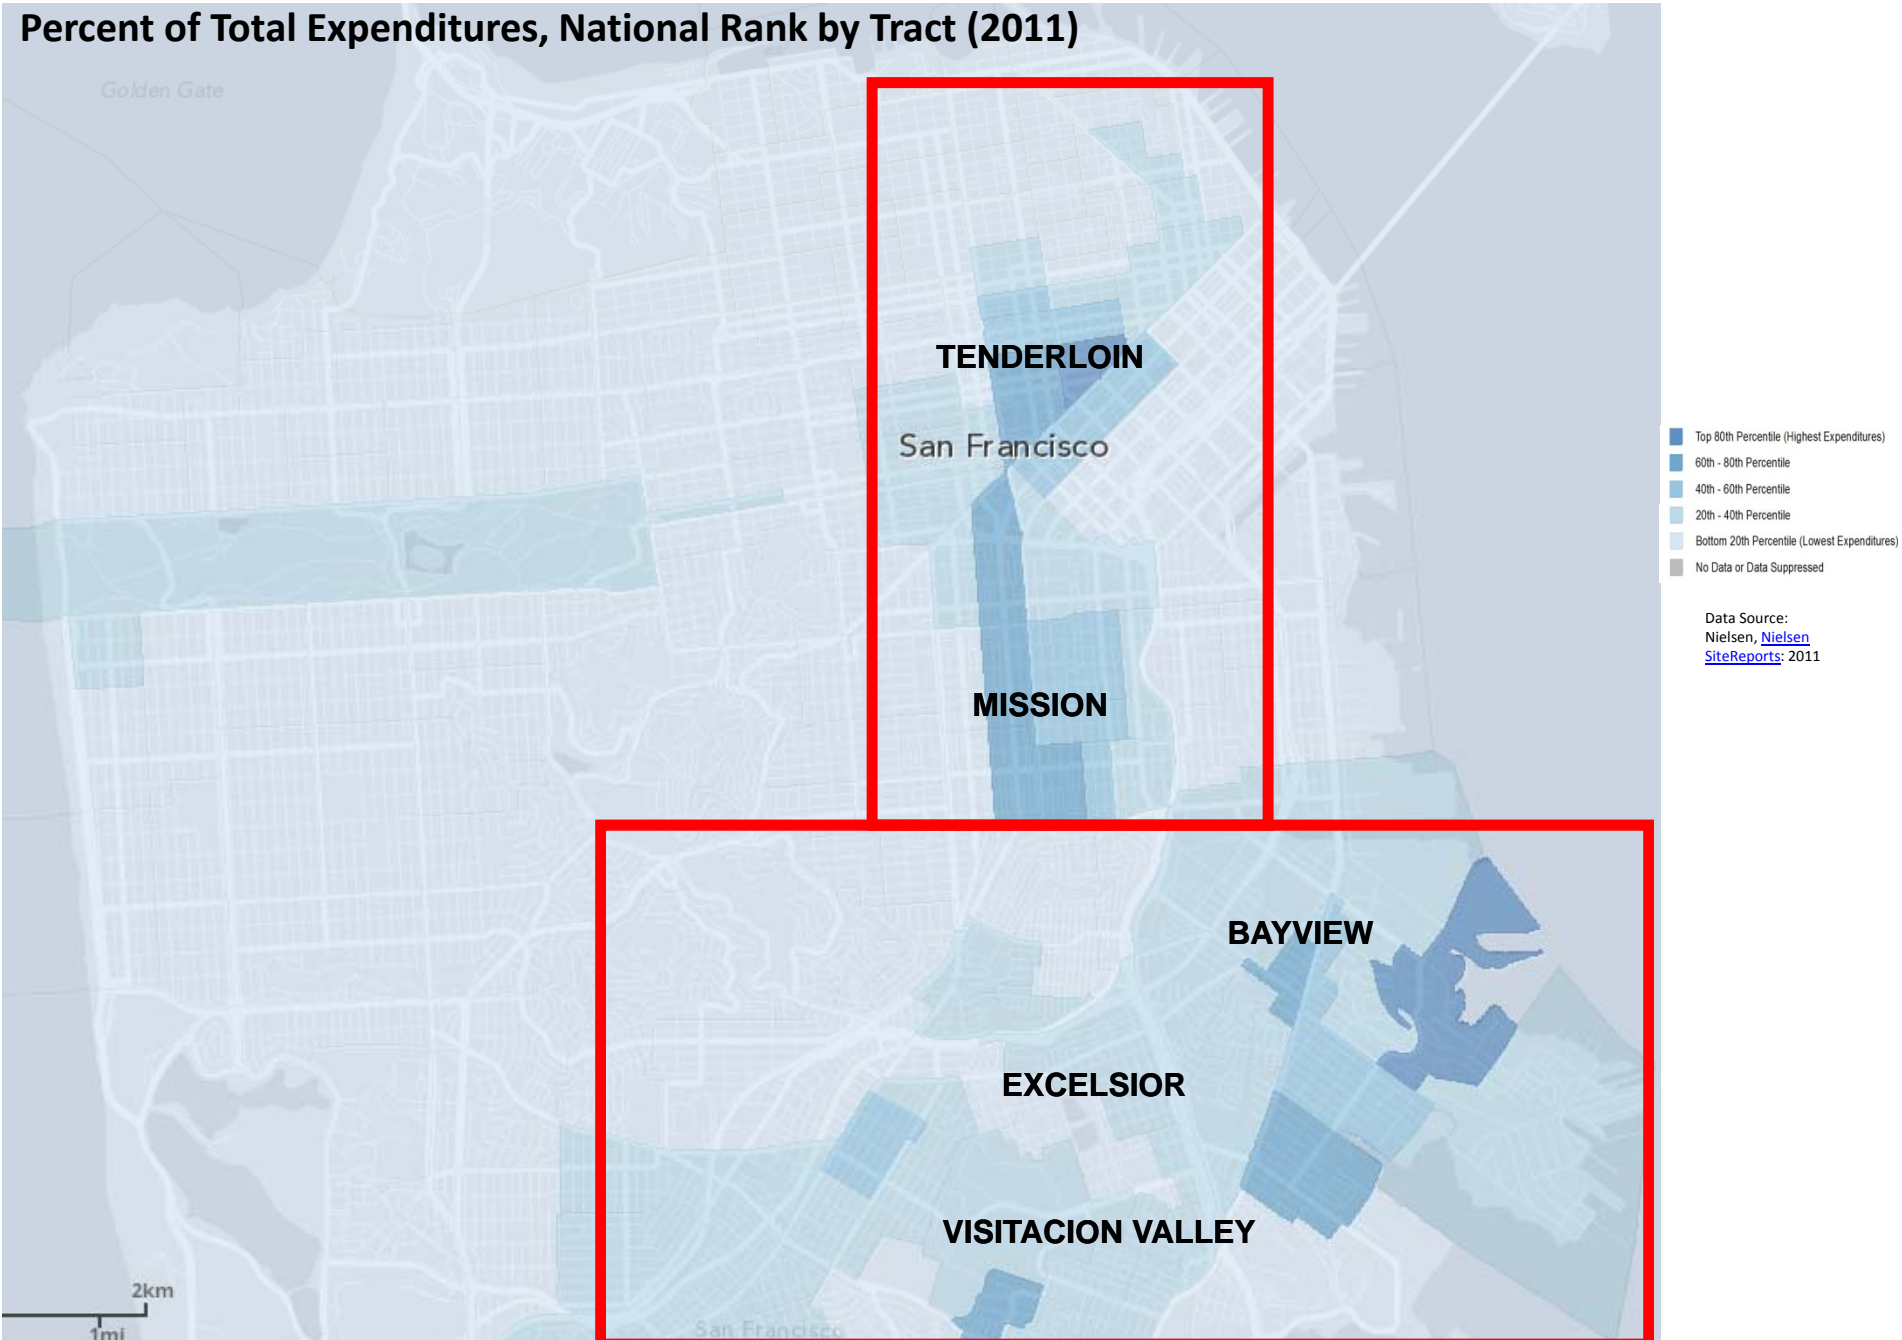 Percent of Total Expenditures, National Rank by Tract (2011)
Golden Gate
TENDERLOIN
San Francisco
Top 80th Percentile (Highest Expenditures)
60th - 80th Percentile
40th - 60th Percentile
20th - 40th Percentile
Bottom 20th Percentile (Lowest Expenditures)
No Data or Data Suppressed
Data Source:
Nielsen, Nielsen
SiteReports: 2011
MISSION
BAYVIEW
EXCELSIOR
VISITACION VALLEY
2km
1mi
San Francisco